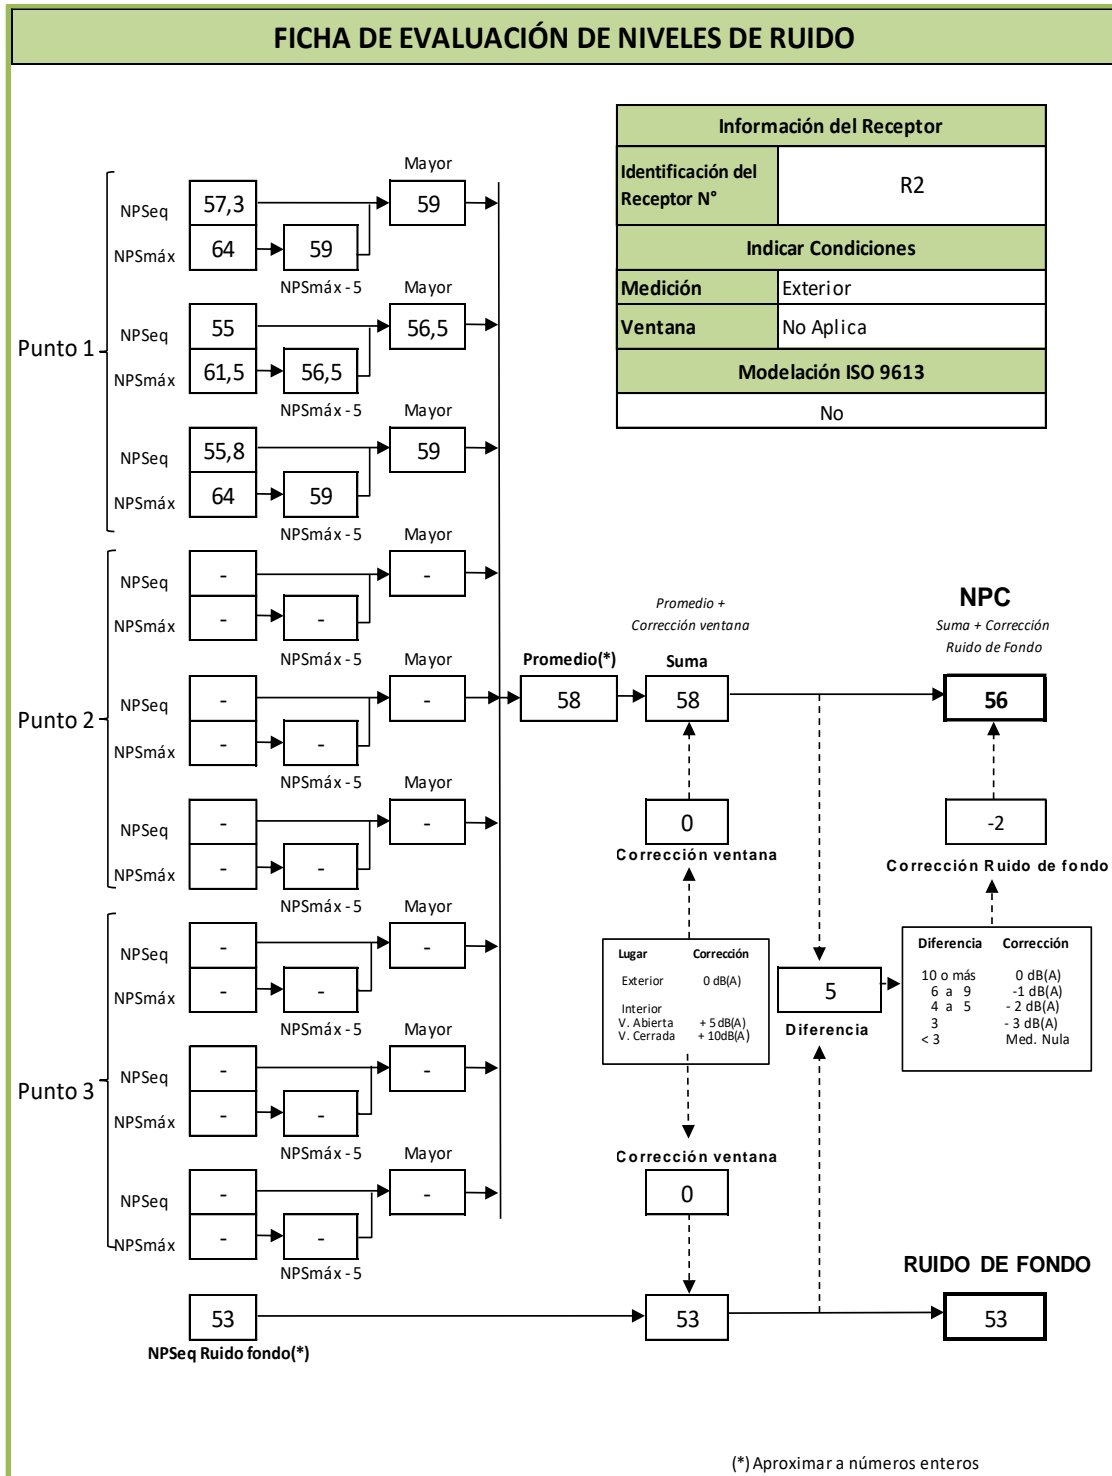 FICHA DE EVALUACIÓN DE NIVELES DE RUIDO
Información del Receptor
Identificación del
Receptor N°
R2
Indicar Condiciones
Medición Exterior
Ventana No Aplica
Modelación ISO 9613
No
Punto 1
Mayor
NPSeq 57,3 59
NPSmáx 64 59
NPSmáx - 5
Mayor
NPSeq 55 56,5
NPSmáx 61,5 56,5
NPSmáx - 5
Mayor
NPSeq 55,8 59
NPSmáx 64 59
NPSmáx - 5
Punto 2
Mayor
NPSeq - -
NPSmáx - -
NPSmáx - 5
Mayor
NPSeq - -
NPSmáx - -
NPSmáx - 5
Mayor
NPSeq - -
NPSmáx - -
NPSmáx - 5
Punto 3
Mayor
NPSeq - -
NPSmáx - -
NPSmáx - 5
Mayor
NPSeq - -
NPSmáx - -
NPSmáx - 5
Mayor
NPSeq - -
NPSmáx - -
NPSmáx - 5
Promedio(*)
58
Promedio +
Corrección ventana
Suma
58
0
Corrección ventana
NPC
Suma + Corrección
Ruido de Fondo
56
-2
Corrección Ruido de fondo
Lugar Corrección
Exterior 0 dB(A)
Interior
V. Abierta + 5 dB(A)
V. Cerrada + 10dB(A)
5
Diferencia
Diferencia Corrección
10 o más 0 dB(A)
6 a 9 -1 dB(A)
4 a 5 - 2 dB(A)
3 - 3 dB(A)
< 3 Med. Nula
Corrección ventana
0
RUIDO DE FONDO
53 53 53
NPSeq Ruido fondo(*)
(*) Aproximar a números enteros